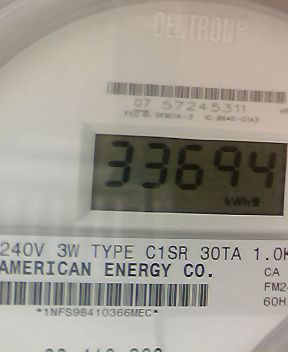 CENTRON®
07 57245311
33694
kWh
240V 3W TYPE C1SR 30TA 1.0K
AMERICAN ENERGY CO.
CA
FM2
60H
*1NFS98410366MEC*